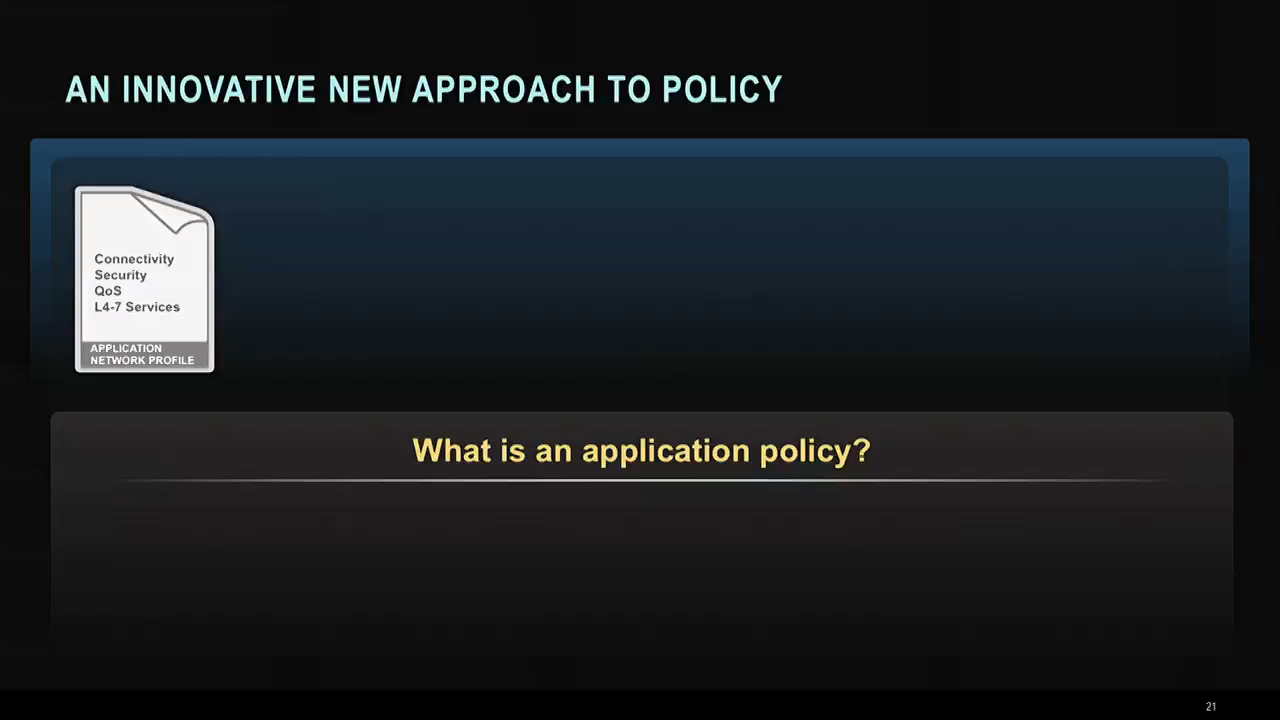 AN INNOVATIVE NEW APPROACH TO POLICY
Connectivity
Security
QoS
L4-7 Services
APPLICATION
NETWORK PROFILE
What is an application policy?
21